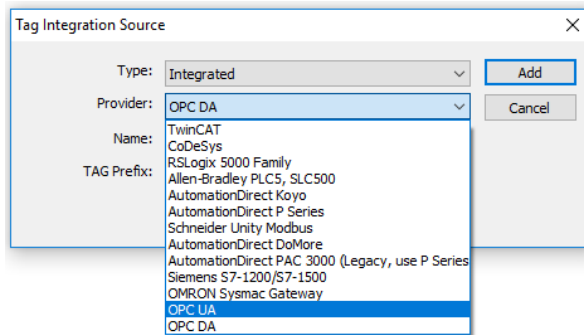 Tag Integration Source
Type: Integrated Add
Provider: OPC DA Cancel
Name:
TAG Prefix:
TwinCAT
CoDeSys
RSLogix 5000 Family
Allen-Bradley PLC5, SLC500
AutomationDirect Koyo
AutomationDirect P Series
Schneider Unity Modbus
AutomationDirect DoMore
AutomationDirect PAC 3000 (Legacy, use P Series
Siemens S7-1200/S7-1500
OMRON Sysmac Gateway
OPC UA
OPC DA